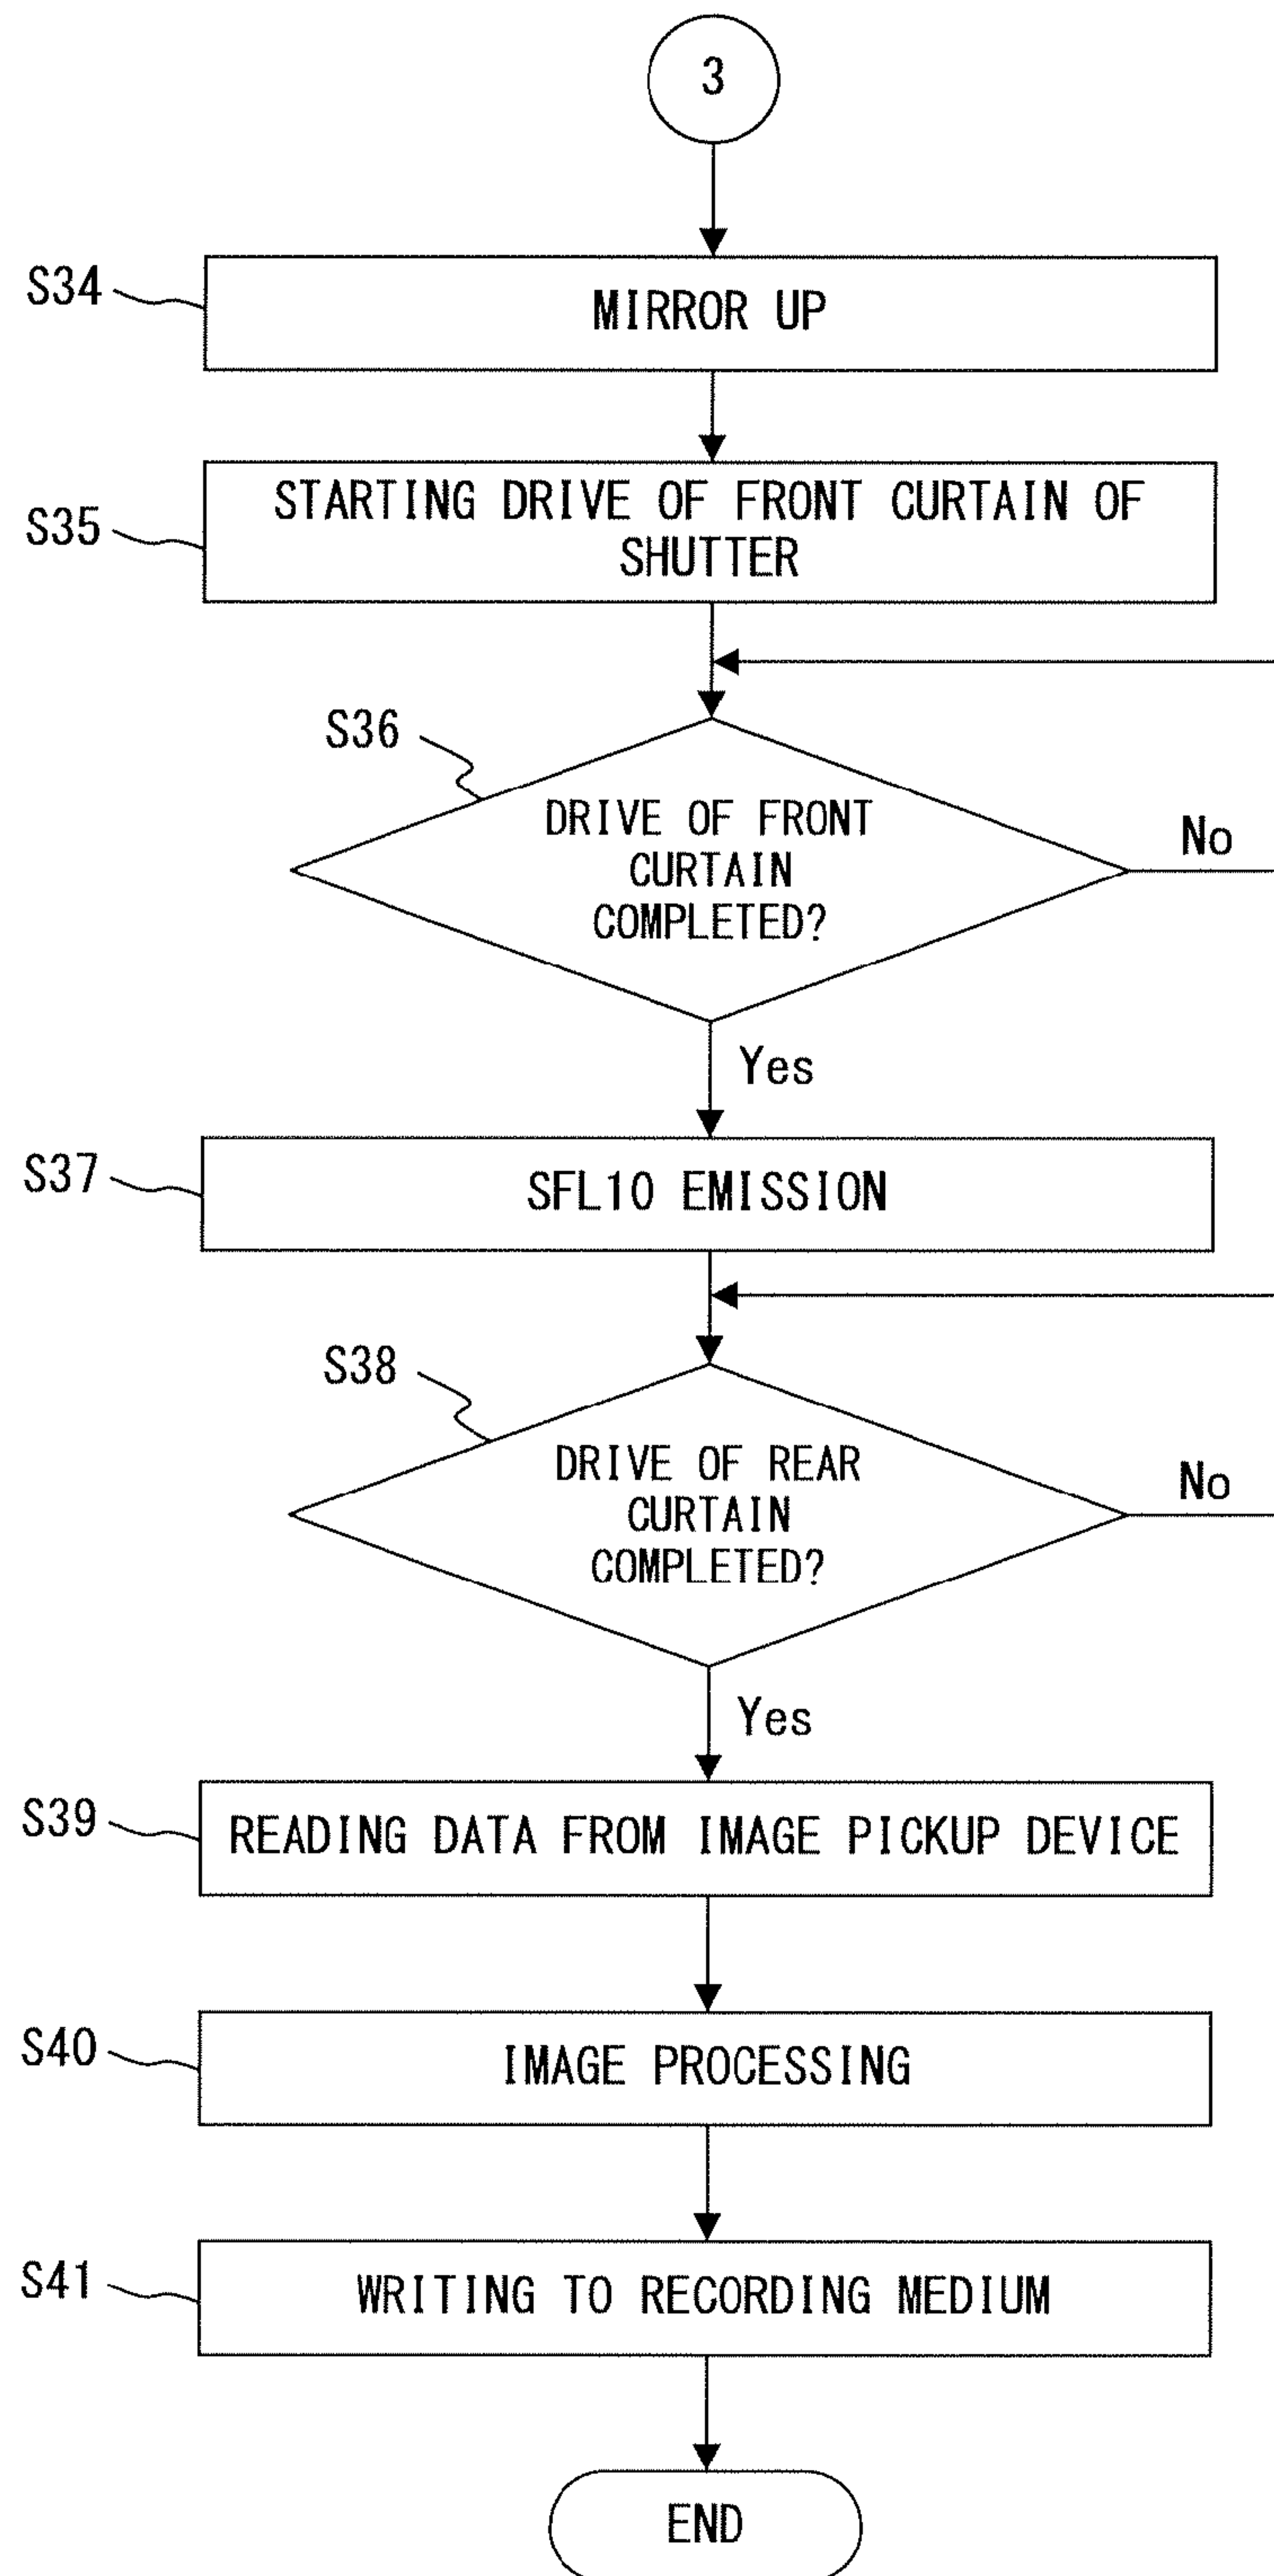 3
S34
MIRROR UP
S35
STARTING DRIVE OF FRONT CURTAIN OF
SHUTTER
S36
DRIVE OF FRONT
CURTAIN
COMPLETED?
No
Yes
S37
SFL10 EMISSION
S38
DRIVE OF REAR
CURTAIN
COMPLETED?
No
Yes
S39
READING DATA FROM IMAGE PICKUP DEVICE
S40
IMAGE PROCESSING
S41
WRITING TO RECORDING MEDIUM
END